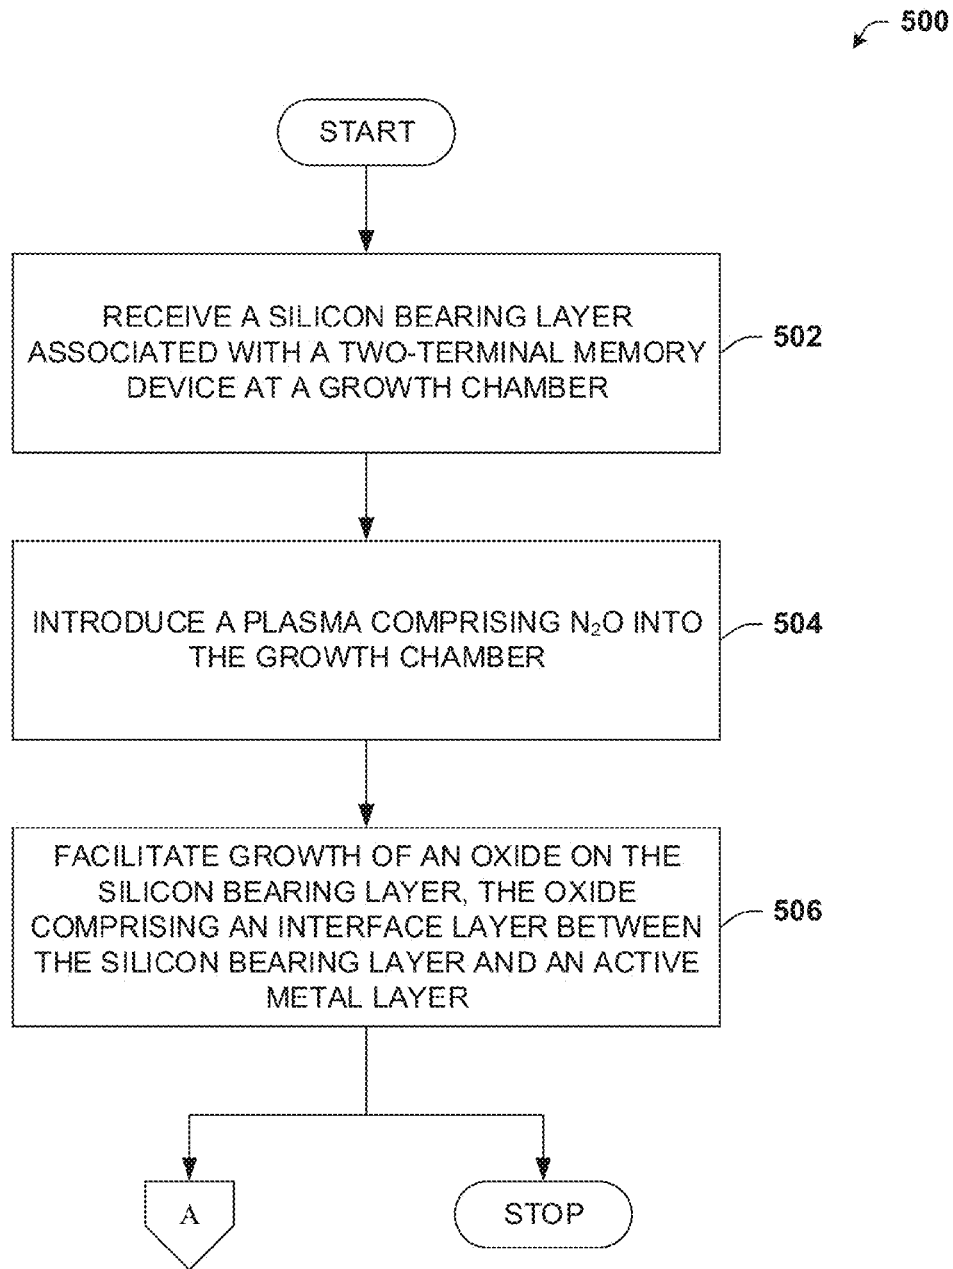 500
START
RECEIVE A SILICON BEARING LAYER
ASSOCIATED WITH A TWO-TERMINAL MEMORY
DEVICE AT A GROWTH CHAMBER
502
INTRODUCE A PLASMA COMPRISING N₂O INTO
THE GROWTH CHAMBER
504
FACILITATE GROWTH OF AN OXIDE ON THE
SILICON BEARING LAYER, THE OXIDE
COMPRISING AN INTERFACE LAYER BETWEEN
THE SILICON BEARING LAYER AND AN ACTIVE
METAL LAYER
506
A
STOP